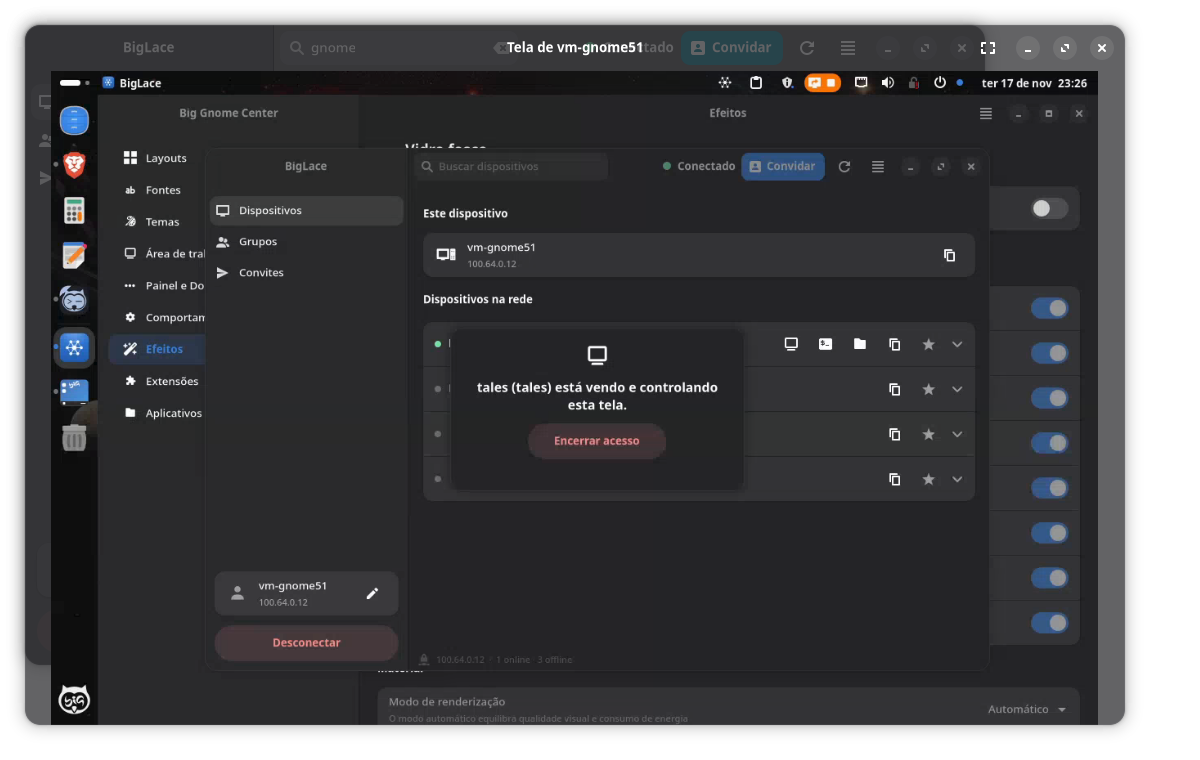 BigLace
gnome
Tela de vm-gnome51
tado
Convidar
BigLace
ter 17 de nov 23:26
Big Gnome Center
Efeitos
Layouts
Fontes
Temas
Área de tra
Painel e Do
Comportam
Efeitos
Extensões
Aplicativos
BigLace
Buscar dispositivos
Conectado
Convidar
Dispositivos
Grupos
Convites
Este dispositivo
vm-gnome51
100.64.0.12
Dispositivos na rede
tales (tales) está vendo e controlando
esta tela.
Encerrar acesso
vm-gnome51
100.64.0.12
Desconectar
100.64.0.12 · 1 online · 3 offline
Modo de renderização
O modo automático equilibra qualidade visual e consumo de energia
Automático
big